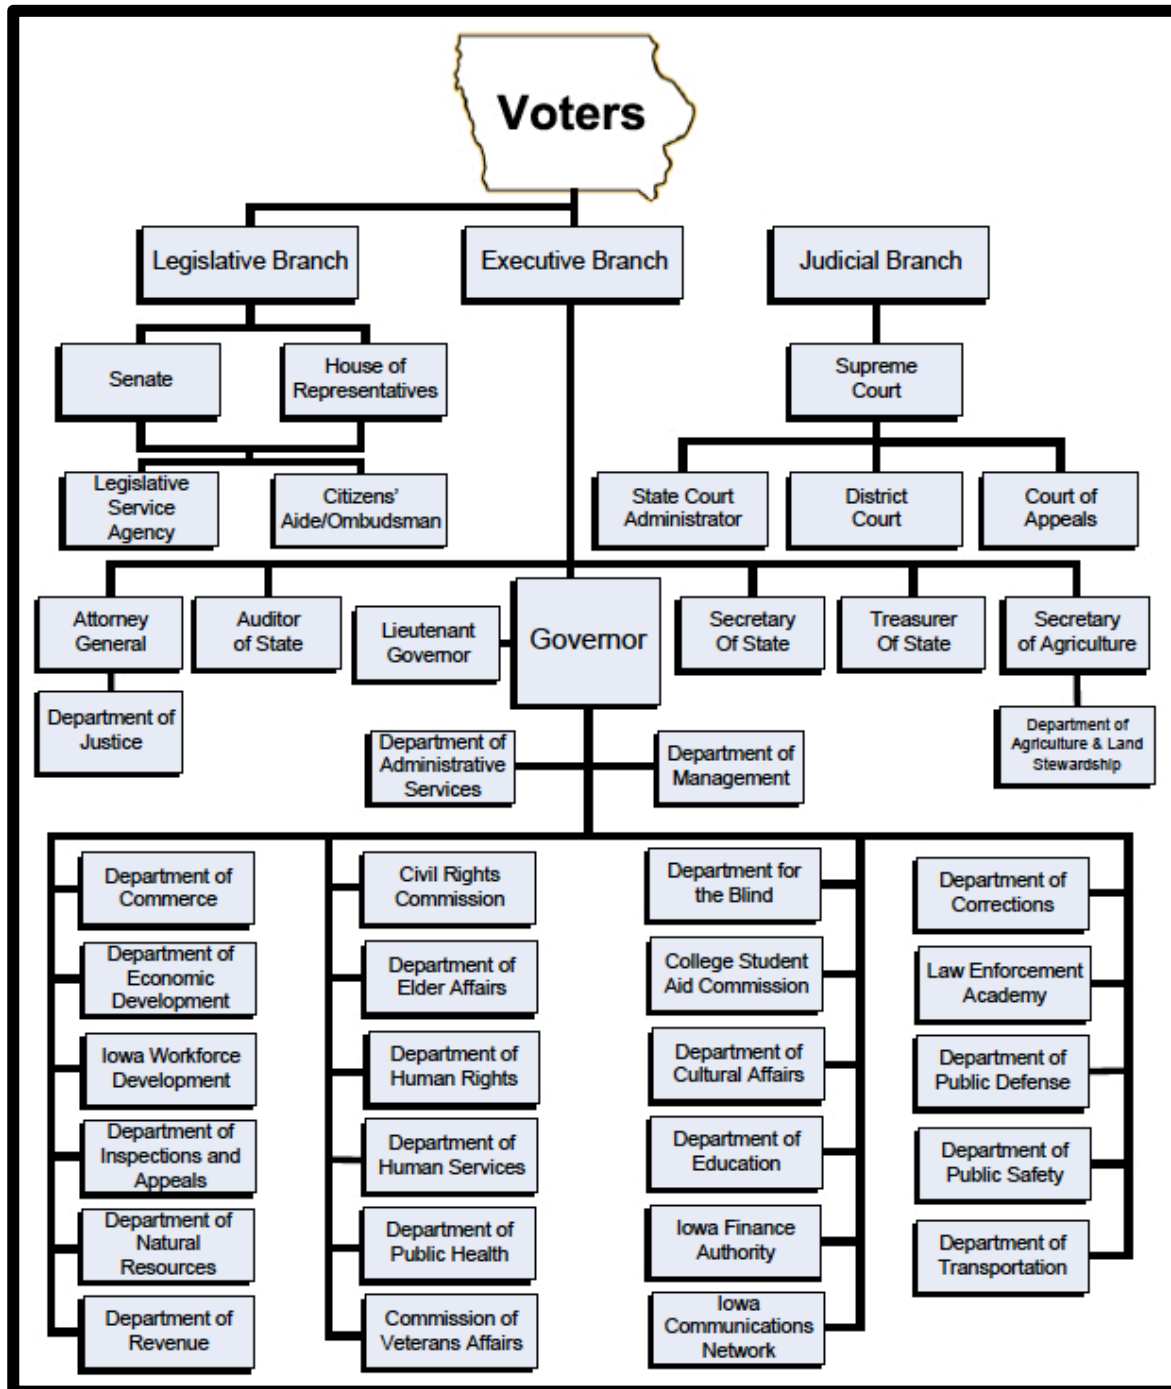 Voters
Legislative Branch
Executive Branch
Judicial Branch
Senate
House of
Representatives
Supreme
Court
Legislative
Service
Agency
Citizens'
Aide/Ombudsman
State Court
Administrator
District
Court
Court of
Appeals
Attorney
General
Auditor
of State
Lieutenant
Governor
Governor
Secretary
Of State
Treasurer
Of State
Secretary
of Agriculture
Department of
Justice
Department of
Agriculture & Land
Stewardship
Department of
Administrative
Services
Department of
Management
Department of
Commerce
Department of
Economic
Development
Iowa Workforce
Development
Department of
Inspections and
Appeals
Department of
Natural
Resources
Department of
Revenue
Civil Rights
Commission
Department of
Elder Affairs
Department of
Human Rights
Department of
Human Services
Department of
Public Health
Commission of
Veterans Affairs
Department for
the Blind
College Student
Aid Commission
Department of
Cultural Affairs
Department of
Education
Iowa Finance
Authority
Iowa
Communications
Network
Department of
Corrections
Law Enforcement
Academy
Department of
Public Defense
Department of
Public Safety
Department of
Transportation